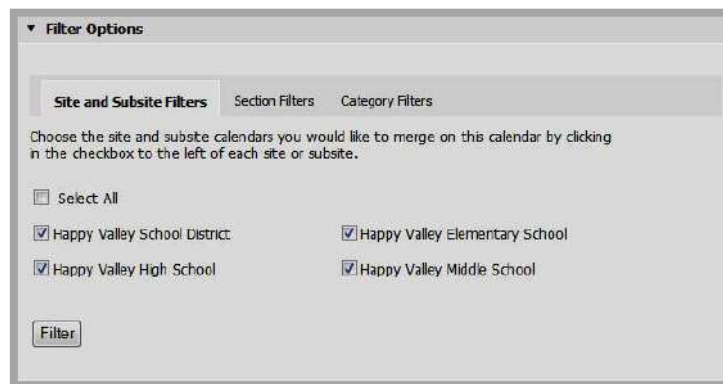 Filter Options
Site and Subsite Filters Section Filters Category Filters
Choose the site and subsite calendars you would like to merge on this calendar by clicking
in the checkbox to the left of each site or subsite.
Select All
Happy Valley School District Happy Valley Elementary School
Happy Valley High School Happy Valley Middle School
Filter